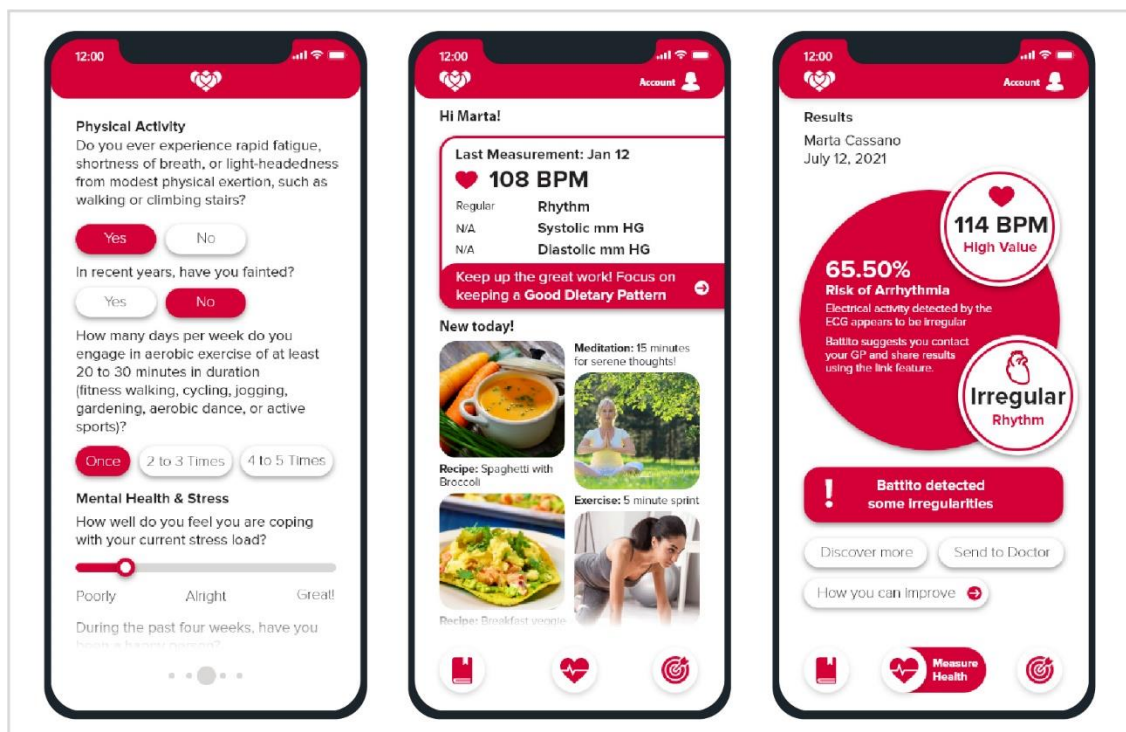 12:00
Physical Activity
Do you ever experience rapid fatigue,
shortness of breath, or light-headedness
from modest physical exertion, such as
walking or climbing stairs?
Yes No
In recent years, have you fainted?
Yes No
How many days per week do you
engage in aerobic exercise of at least
20 to 30 minutes in duration
(fitness walking, cycling, jogging,
gardening, aerobic dance, or active
sports)?
Once 2 to 3 Times 4 to 5 Times
Mental Health & Stress
How well do you feel you are coping
with your current stress load?
Poorly Alright Great!
During the past four weeks, have you
been a happy person?
12:00
Account
Hi Marta!
Last Measurement: Jan 12
108 BPM
Regular Rhythm
N/A Systolic mm HG
N/A Diastolic mm HG
Keep up the great work! Focus on
keeping a Good Dietary Pattern
New today!
Meditation: 15 minutes
for serene thoughts!
Recipe: Spaghetti with
Broccoli
Exercise: 5 minute sprint
Recipe: Breakfast veggie
12:00
Account
Results
Marta Cassano
July 12, 2021
114 BPM
High Value
65.50%
Risk of Arrhythmia
Electrical activity detected by the
ECG appears to be irregular
Battito suggests you contact
your GP and share results
using the link feature.
Irregular
Rhythm
! Battito detected
some irregularities
Discover more Send to Doctor
How you can improve
Measure
Health